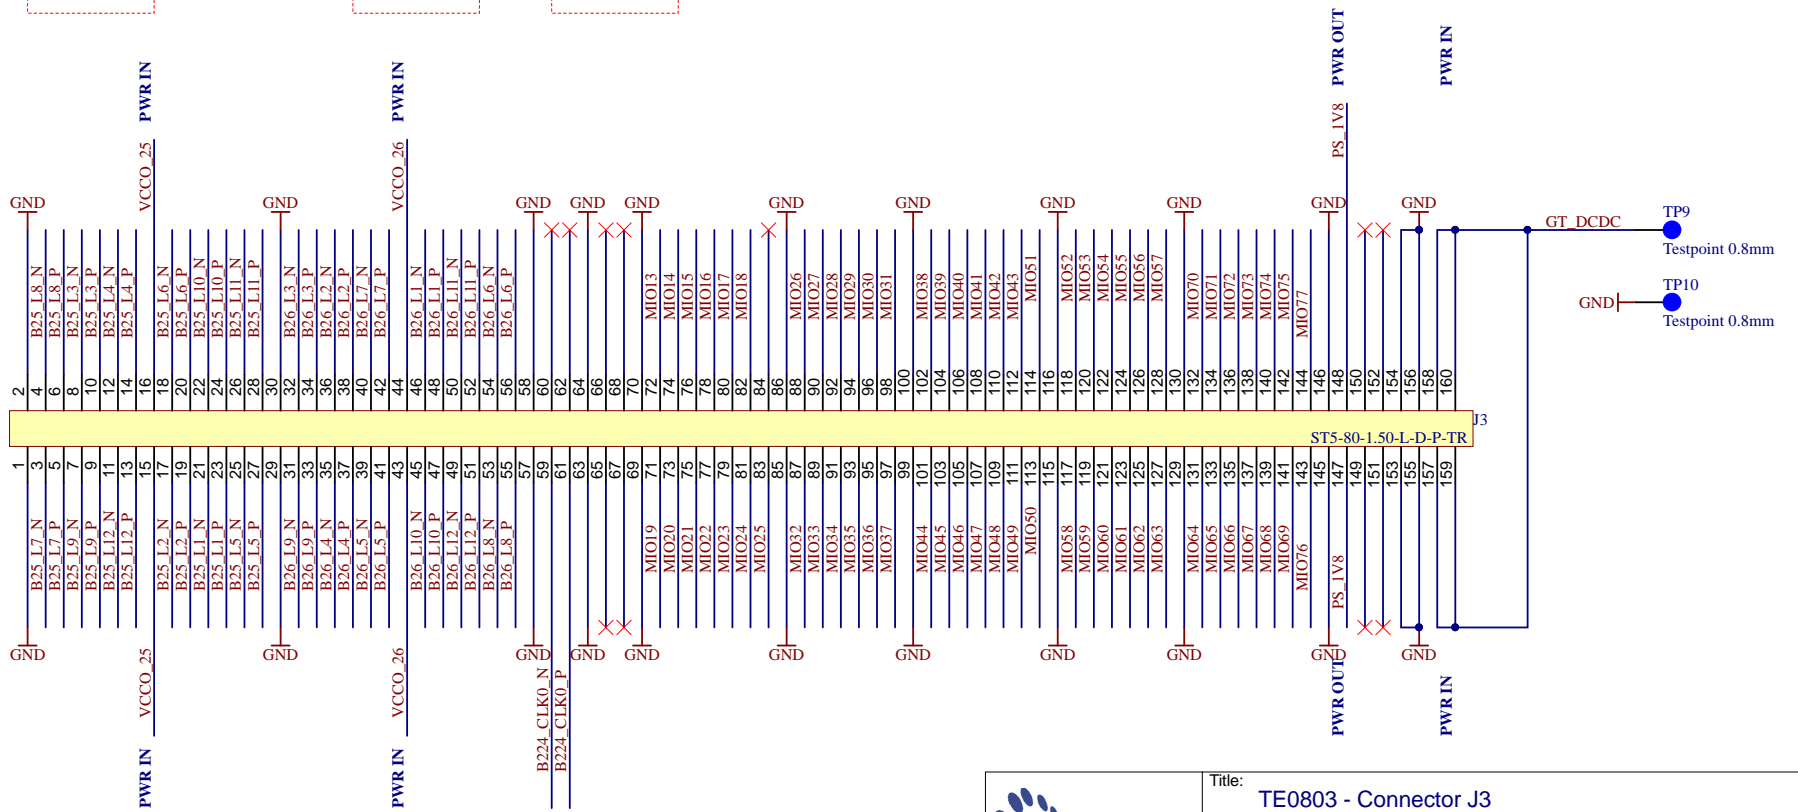 PWR IN
PWR IN
PWR OUT
PWR IN
VCCO_25
VCCO_26
PS_1V8
GND
GND
GND
GND
GND
GND
GND
GND
GND
GND
GND
B25_L8_N
B25_L8_P
B25_L3_N
B25_L3_P
B25_L4_N
B25_L4_P
B25_L6_N
B25_L6_P
B25_L10_N
B25_L10_P
B25_L11_N
B25_L11_P
B26_L3_N
B26_L3_P
B26_L2_N
B26_L2_P
B26_L7_N
B26_L7_P
B26_L1_N
B26_L1_P
B26_L11_N
B26_L11_P
B26_L6_N
B26_L6_P
MIO13
MIO14
MIO15
MIO16
MIO17
MIO18
MIO26
MIO27
MIO28
MIO29
MIO30
MIO31
MIO38
MIO39
MIO40
MIO41
MIO42
MIO43
MIO51
MIO52
MIO53
MIO54
MIO55
MIO56
MIO57
MIO70
MIO71
MIO72
MIO73
MIO74
MIO75
MIO77
GT_DCDC
TP9
Testpoint 0.8mm
TP10
GND
Testpoint 0.8mm
2 4 6 8 10 12 14 16 18 20 22 24 26 28 30 32 34 36 38 40 42 44 46 48 50 52 54 56 58 60 62 64 66 68 70 72 74 76 78 80 82 84 86 88 90 92 94 96 98 100 102 104 106 108 110 112 114 116 118 120 122 124 126 128 130 132 134 136 138 140 142 144 146 148 150 152 154 156 158 160
J3
ST5-80-1.50-L-D-P-TR
1 3 5 7 9 11 13 15 17 19 21 23 25 27 29 31 33 35 37 39 41 43 45 47 49 51 53 55 57 59 61 63 65 67 69 71 73 75 77 79 81 83 85 87 89 91 93 95 97 99 101 103 105 107 109 111 113 115 117 119 121 123 125 127 129 131 133 135 137 139 141 143 145 147 149 151 153 155 157 159
B25_L7_N
B25_L7_P
B25_L9_N
B25_L9_P
B25_L12_N
B25_L12_P
B25_L2_N
B25_L2_P
B25_L1_N
B25_L1_P
B25_L5_N
B25_L5_P
B26_L9_N
B26_L9_P
B26_L4_N
B26_L4_P
B26_L5_N
B26_L5_P
B26_L10_N
B26_L10_P
B26_L12_N
B26_L12_P
B26_L8_N
B26_L8_P
MIO19
MIO20
MIO21
MIO22
MIO23
MIO24
MIO25
MIO32
MIO33
MIO34
MIO35
MIO36
MIO37
MIO44
MIO45
MIO46
MIO47
MIO48
MIO49
MIO50
MIO58
MIO59
MIO60
MIO61
MIO62
MIO63
MIO64
MIO65
MIO66
MIO67
MIO68
MIO69
MIO76
PS_1V8
GND
GND
GND
GND
GND
GND
GND
GND
GND
GND
GND
VCCO_25
VCCO_26
B224_CLK0_N
B224_CLK0_P
PWR IN
PWR IN
PWR OUT
PWR IN
Title:
TE0803 - Connector J3